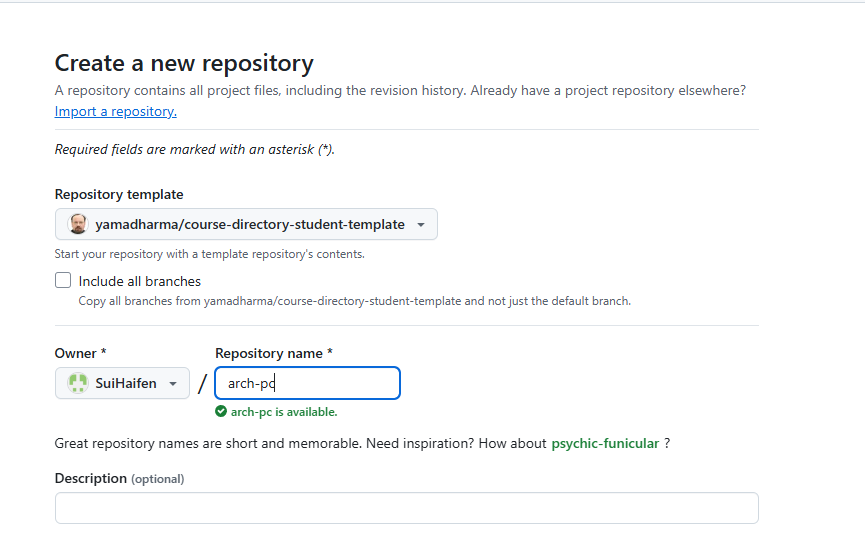 Create a new repository
A repository contains all project files, including the revision history. Already have a project repository elsewhere?
Import a repository.
Required fields are marked with an asterisk (*).
Repository template
yamadharma/course-directory-student-template
Start your repository with a template repository's contents.
Include all branches
Copy all branches from yamadharma/course-directory-student-template and not just the default branch.
Owner * Repository name *
SuiHaifen / arch-pc
arch-pc is available.
Great repository names are short and memorable. Need inspiration? How about psychic-funicular ?
Description (optional)